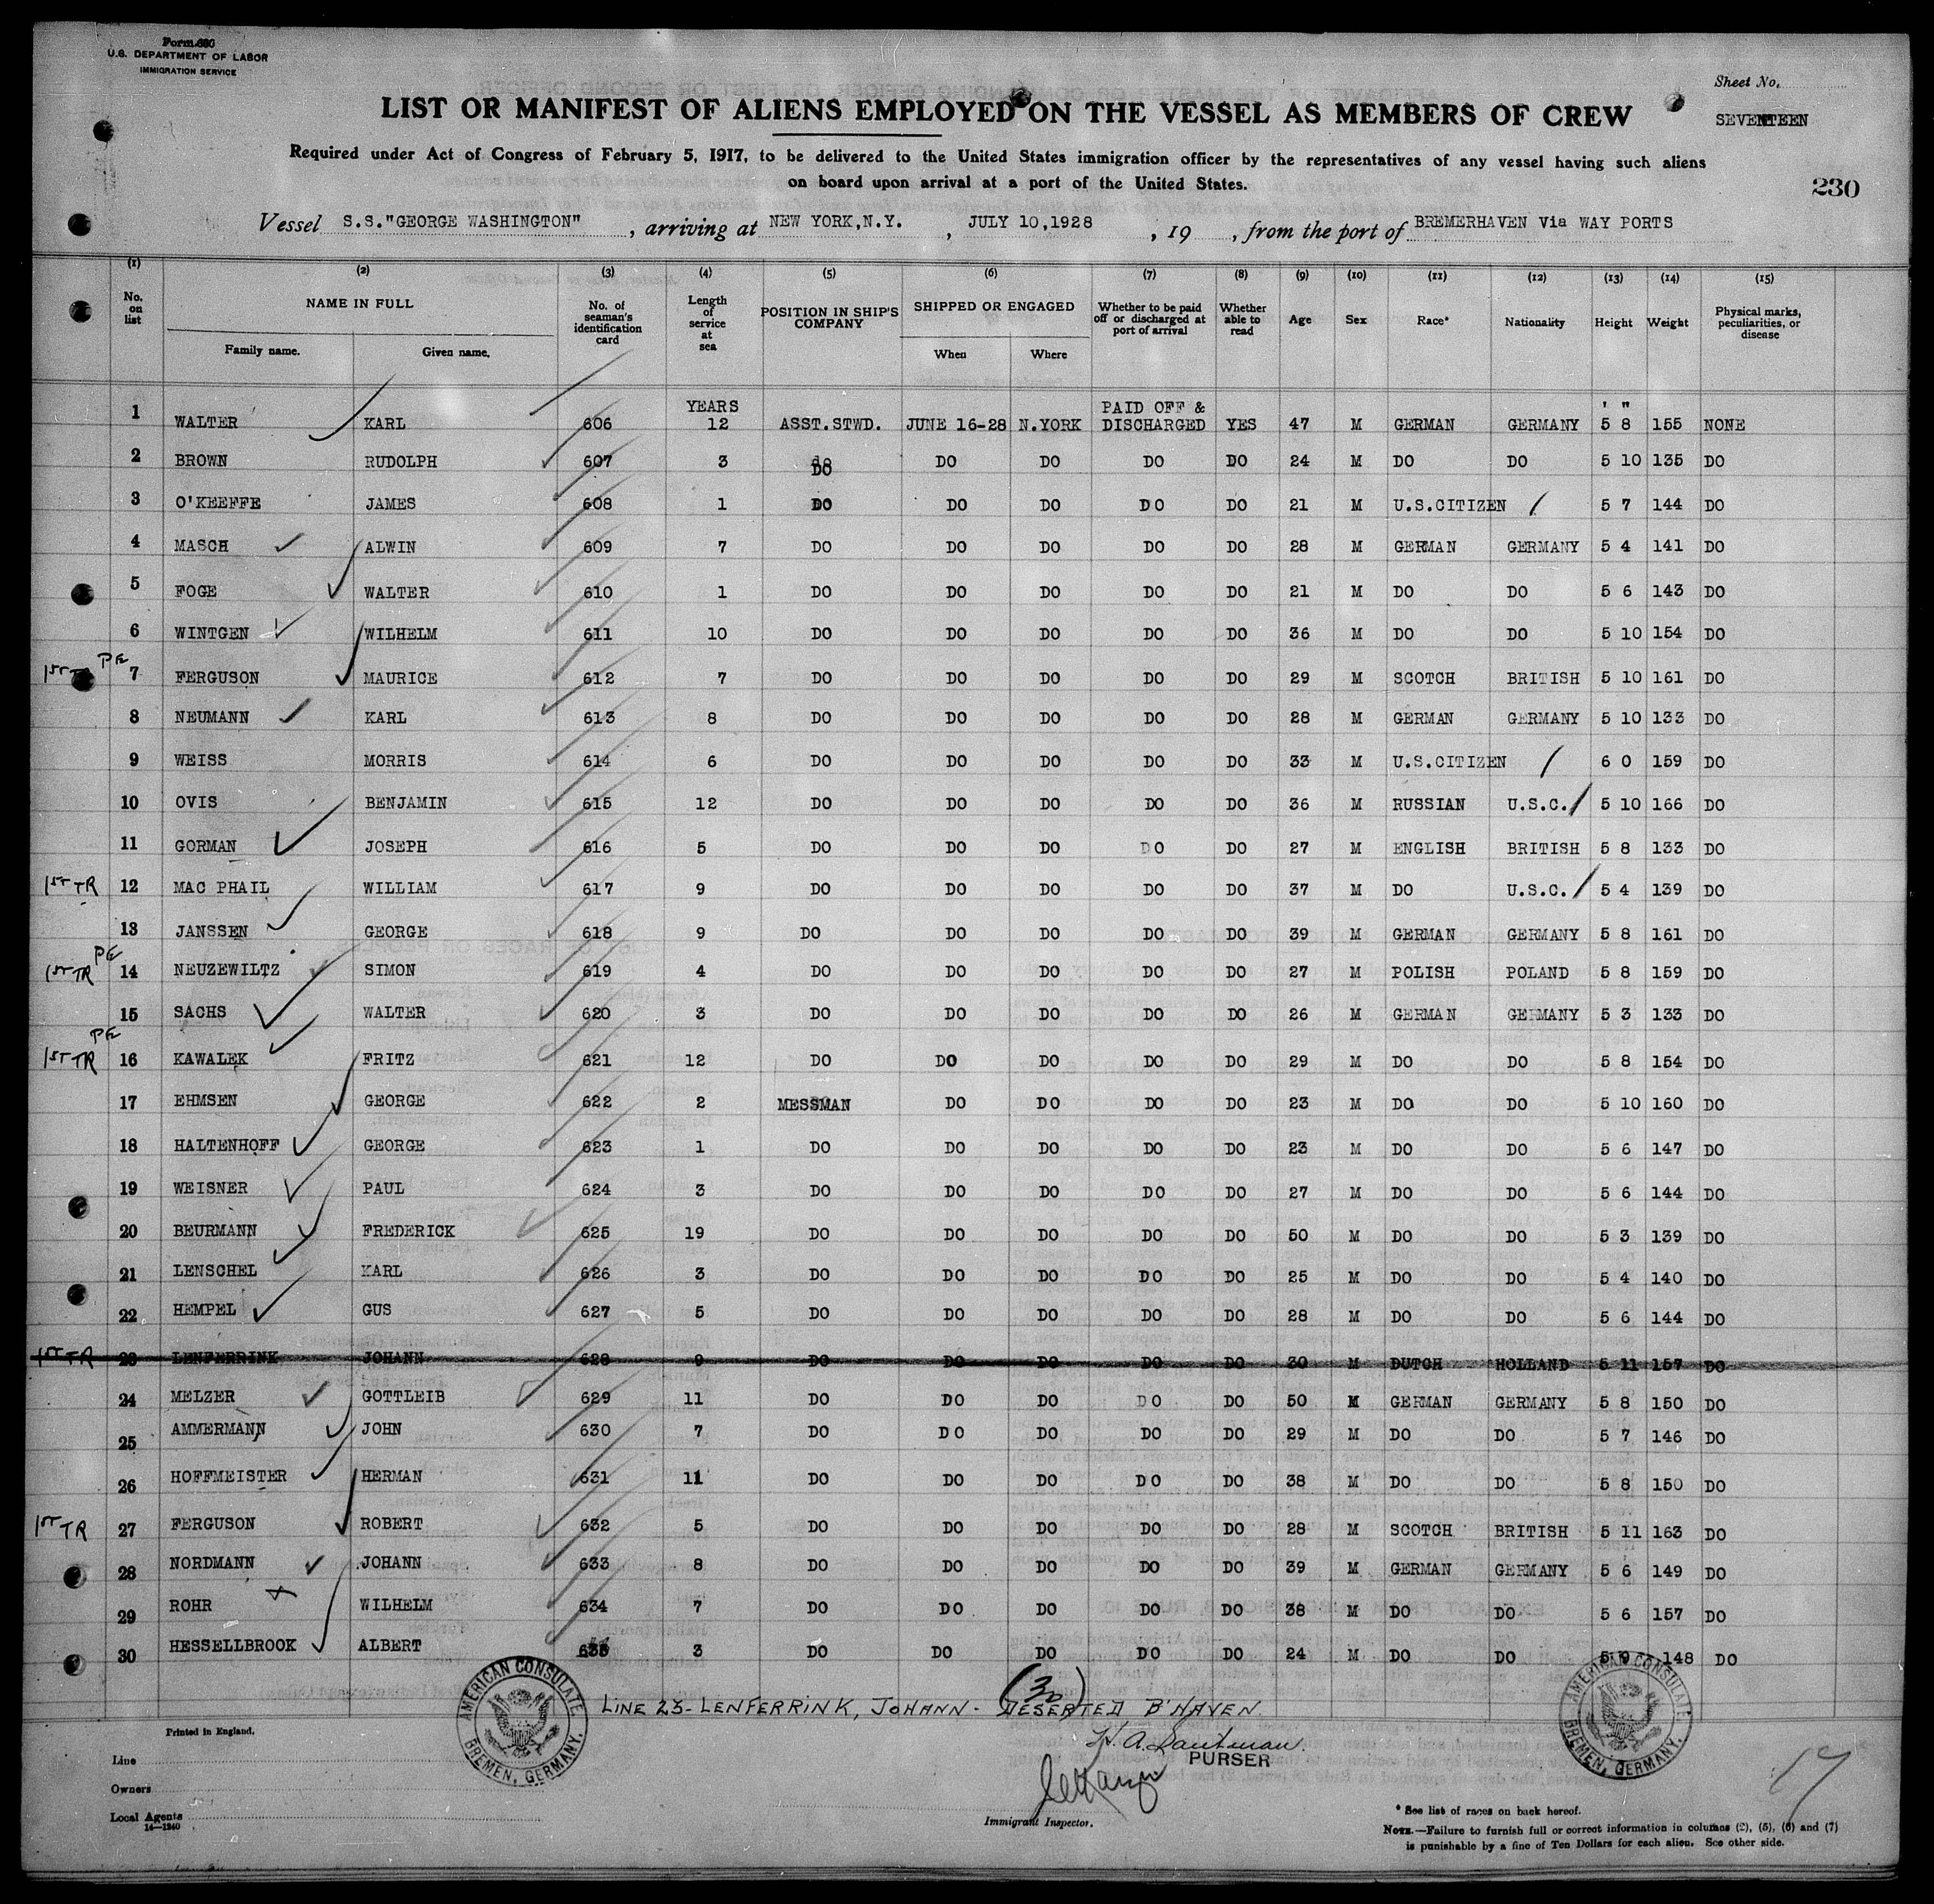 Form 680
U.S. DEPARTMENT OF LABOR
IMMIGRATION SERVICE
Sheet No.
SEVENTEEN
230
LIST OR MANIFEST OF ALIENS EMPLOYED ON THE VESSEL AS MEMBERS OF CREW
Required under Act of Congress of February 5, 1917, to be delivered to the United States immigration officer by the representatives of any vessel having such aliens
on board upon arrival at a port of the United States.
Vessel S.S."GEORGE WASHINGTON", arriving at NEW YORK,N.Y., JULY 10,1928, 19, from the port of BREMERHAVEN Via WAY PORTS
(1) (2) (3) (4) (5) (6) (7) (8) (9) (10) (11) (12) (13) (14) (15)
No. on list NAME IN FULL Family name. Given name. No. of seaman's identification card Length of service at sea POSITION IN SHIP'S COMPANY SHIPPED OR ENGAGED When Where Whether to be paid off or discharged at port of arrival Whether able to read Age Sex Race* Nationality Height Weight Physical marks, peculiarities, or disease
YEARS PAID OFF & ' "
1 WALTER KARL 606 12 ASST.STWD. JUNE 16-28 N.YORK DISCHARGED YES 47 M GERMAN GERMANY 5 8 155 NONE
2 BROWN RUDOLPH 607 3 DO DO DO DO DO 24 M DO DO 5 10 135 DO
3 O'KEEFFE JAMES 608 1 DO DO DO DO DO 21 M U.S.CITIZEN 5 7 144 DO
4 MASCH ALWIN 609 7 DO DO DO DO DO 28 M GERMAN GERMANY 5 4 141 DO
5 FOGE WALTER 610 1 DO DO DO DO DO 21 M DO DO 5 6 143 DO
6 WINTGEN WILHELM 611 10 DO DO DO DO DO 36 M DO DO 5 10 154 DO
1ST PE 7 FERGUSON MAURICE 612 7 DO DO DO DO DO 29 M SCOTCH BRITISH 5 10 161 DO
8 NEUMANN KARL 613 8 DO DO DO DO DO 28 M GERMAN GERMANY 5 10 133 DO
9 WEISS MORRIS 614 6 DO DO DO DO DO 33 M U.S.CITIZEN 6 0 159 DO
10 OVIS BENJAMIN 615 12 DO DO DO DO DO 36 M RUSSIAN U.S.C. 5 10 166 DO
11 GORMAN JOSEPH 616 5 DO DO DO DO DO 27 M ENGLISH BRITISH 5 8 133 DO
1ST TR 12 MAC PHAIL WILLIAM 617 9 DO DO DO DO DO 37 M DO U.S.C. 5 4 139 DO
13 JANSSEN GEORGE 618 9 DO DO DO DO DO 39 M GERMAN GERMANY 5 8 161 DO
1ST TR PE 14 NEUZEWILTZ SIMON 619 4 DO DO DO DO DO 27 M POLISH POLAND 5 8 159 DO
15 SACHS WALTER 620 3 DO DO DO DO DO 26 M GERMAN GERMANY 5 3 133 DO
1ST TR PE 16 KAWALEK FRITZ 621 12 DO DO DO DO DO 29 M DO DO 5 8 154 DO
17 EHMSEN GEORGE 622 2 MESSMAN DO DO DO DO 23 M DO DO 5 10 160 DO
18 HALTENHOFF GEORGE 623 1 DO DO DO DO DO 23 M DO DO 5 6 147 DO
19 WEISNER PAUL 624 3 DO DO DO DO DO 27 M DO DO 5 6 144 DO
20 BEURMANN FREDERICK 625 19 DO DO DO DO DO 50 M DO DO 5 3 139 DO
21 LENSCHEL KARL 626 3 DO DO DO DO DO 25 M DO DO 5 4 140 DO
22 HEMPEL GUS 627 5 DO DO DO DO DO 28 M DO DO 5 6 144 DO
1ST TR 23 LENFERRINK JOHANN 628 9 DO DO DO DO DO 30 M DUTCH HOLLAND 5 11 157 DO
24 MELZER GOTTLEIB 629 11 DO DO DO DO DO 50 M GERMAN GERMANY 5 8 150 DO
25 AMMERMANN JOHN 630 7 DO DO DO DO DO 29 M DO DO 5 7 146 DO
26 HOFFMEISTER HERMAN 631 11 DO DO DO DO DO 38 M DO DO 5 8 150 DO
1ST TR 27 FERGUSON ROBERT 632 5 DO DO DO DO DO 28 M SCOTCH BRITISH 5 11 163 DO
28 NORDMANN JOHANN 633 8 DO DO DO DO DO 39 M GERMAN GERMANY 5 6 149 DO
29 ROHR WILHELM 634 7 DO DO DO DO DO 38 M DO DO 5 6 157 DO
30 HESSELLBROOK ALBERT 635 3 DO DO DO DO DO 24 M DO DO 5 9 148 DO
AMERICAN CONSULATE BREMEN, GERMANY.
(30)
LINE 23- LENFERRINK, JOHANN - DESERTED B'HAVEN.
AMERICAN CONSULATE BREMEN, GERMANY.
PURSER
Printed in England.
Line
Owners
Local Agents
14—1240
Immigrant Inspector.
17
* See list of races on back hereof.
NOTE.—Failure to furnish full or correct information in columns (2), (5), (6) and (7)
is punishable by a fine of Ten Dollars for each alien. See other side.